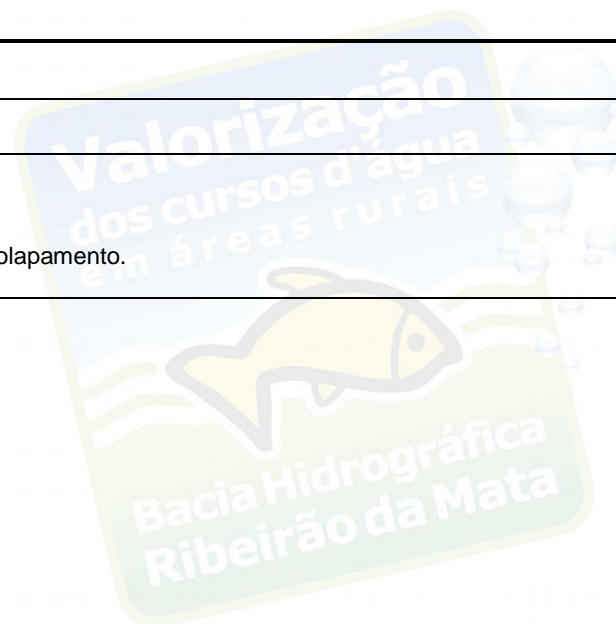 Valorização
dos cursos d'água
em áreas rurais
olapamento.
Bacia Hidrográfica
Ribeirão da Mata